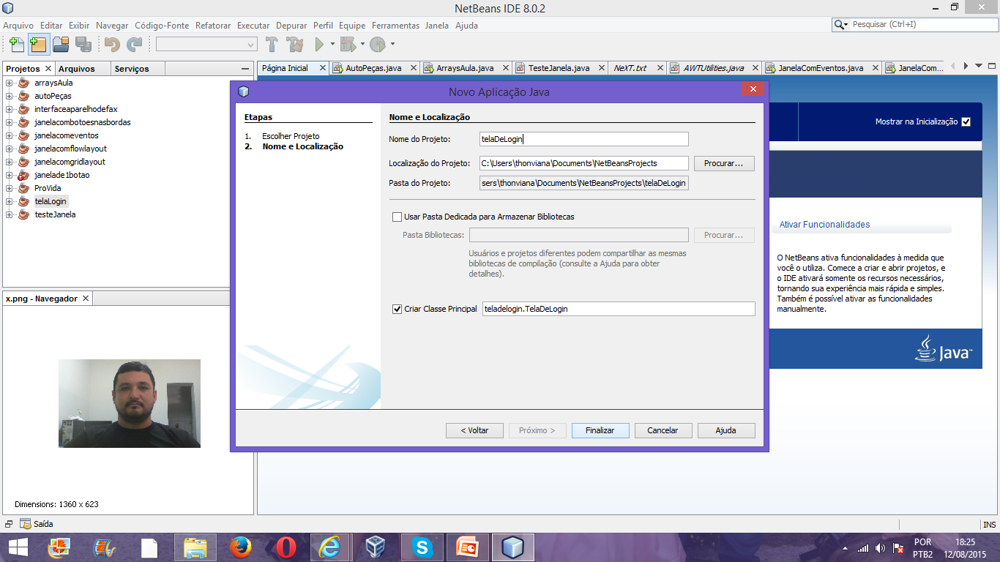 NetBeans IDE 8.0.2
Arquivo Editar Exibir Navegar Código-Fonte Refatorar Executar Depurar Perfil Equipe Ferramentas Janela Ajuda
Pesquisar (Ctrl+I)
Projetos Arquivos Serviços
Página Inicial AutoPeças.java ArraysAula.java TesteJanela.java NeXT.txt AWTUtilities.java JanelaComEventos.java JanelaCom...
arraysAula
autoPeças
interfaceaparelhodefax
janelacombotoesnasbordas
janelacomeventos
janelacomflowlayout
janelacomgridlayout
janelade1botao
ProVida
telaLogin
testeJanela
x.png - Navegador
Dimensions: 1360 x 623
Novo Aplicação Java
Etapas
1. Escolher Projeto
2. Nome e Localização
Nome e Localização
Nome do Projeto: telaDeLogin
Localização do Projeto: C:\Users\thonviana\Documents\NetBeansProjects Procurar...
Pasta do Projeto: sers\thonviana\Documents\NetBeansProjects\telaDeLogin
Usar Pasta Dedicada para Armazenar Bibliotecas
Pasta Bibliotecas: Procurar...
Usuários e projetos diferentes podem compartilhar as mesmas
bibliotecas de compilação (consulte a Ajuda para obter
detalhes).
Criar Classe Principal teladelogin.TelaDeLogin
< Voltar Próximo > Finalizar Cancelar Ajuda
Mostrar na Inicialização
Ativar Funcionalidades
O NetBeans ativa funcionalidades à medida que
você o utiliza. Comece a criar e abrir projetos, e
o IDE ativará somente os recursos necessários,
tornando sua experiência mais rápida e simples.
Também é possível ativar as funcionalidades
manualmente.
Java™
Saída
INS
POR
PTB2
18:25
12/08/2015